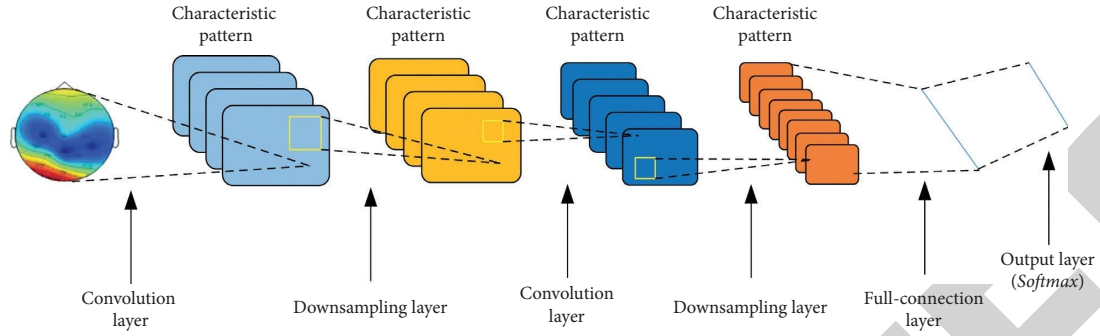 Characteristic
pattern
Characteristic
pattern
Characteristic
pattern
Characteristic
pattern
Convolution
layer
Downsampling layer
Convolution
layer
Downsampling layer
Full-connection
layer
Output layer
(Softmax)